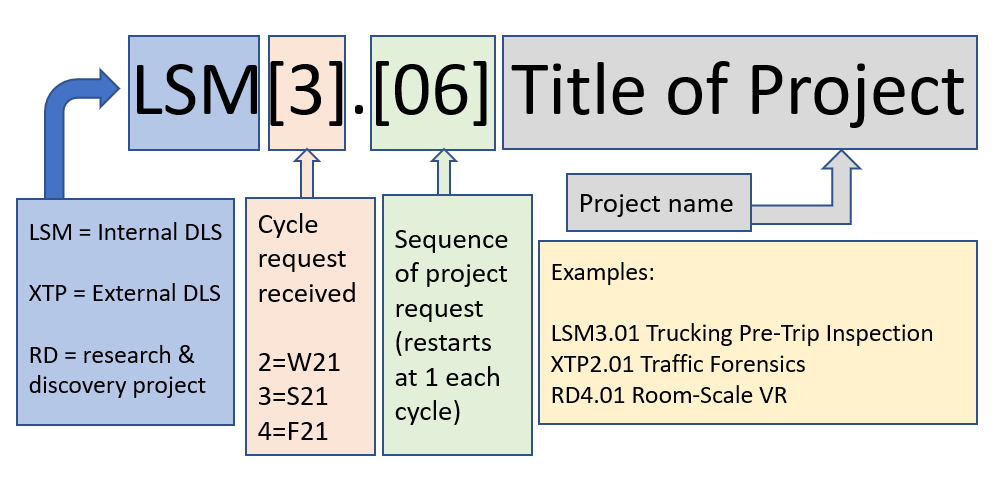 LSM[3].[06] Title of Project
LSM = Internal DLS
XTP = External DLS
RD = research &
discovery project
Cycle
request
received
2=W21
3=S21
4=F21
Sequence
of project
request
(restarts
at 1 each
cycle)
Project name
Examples:
LSM3.01 Trucking Pre-Trip Inspection
XTP2.01 Traffic Forensics
RD4.01 Room-Scale VR